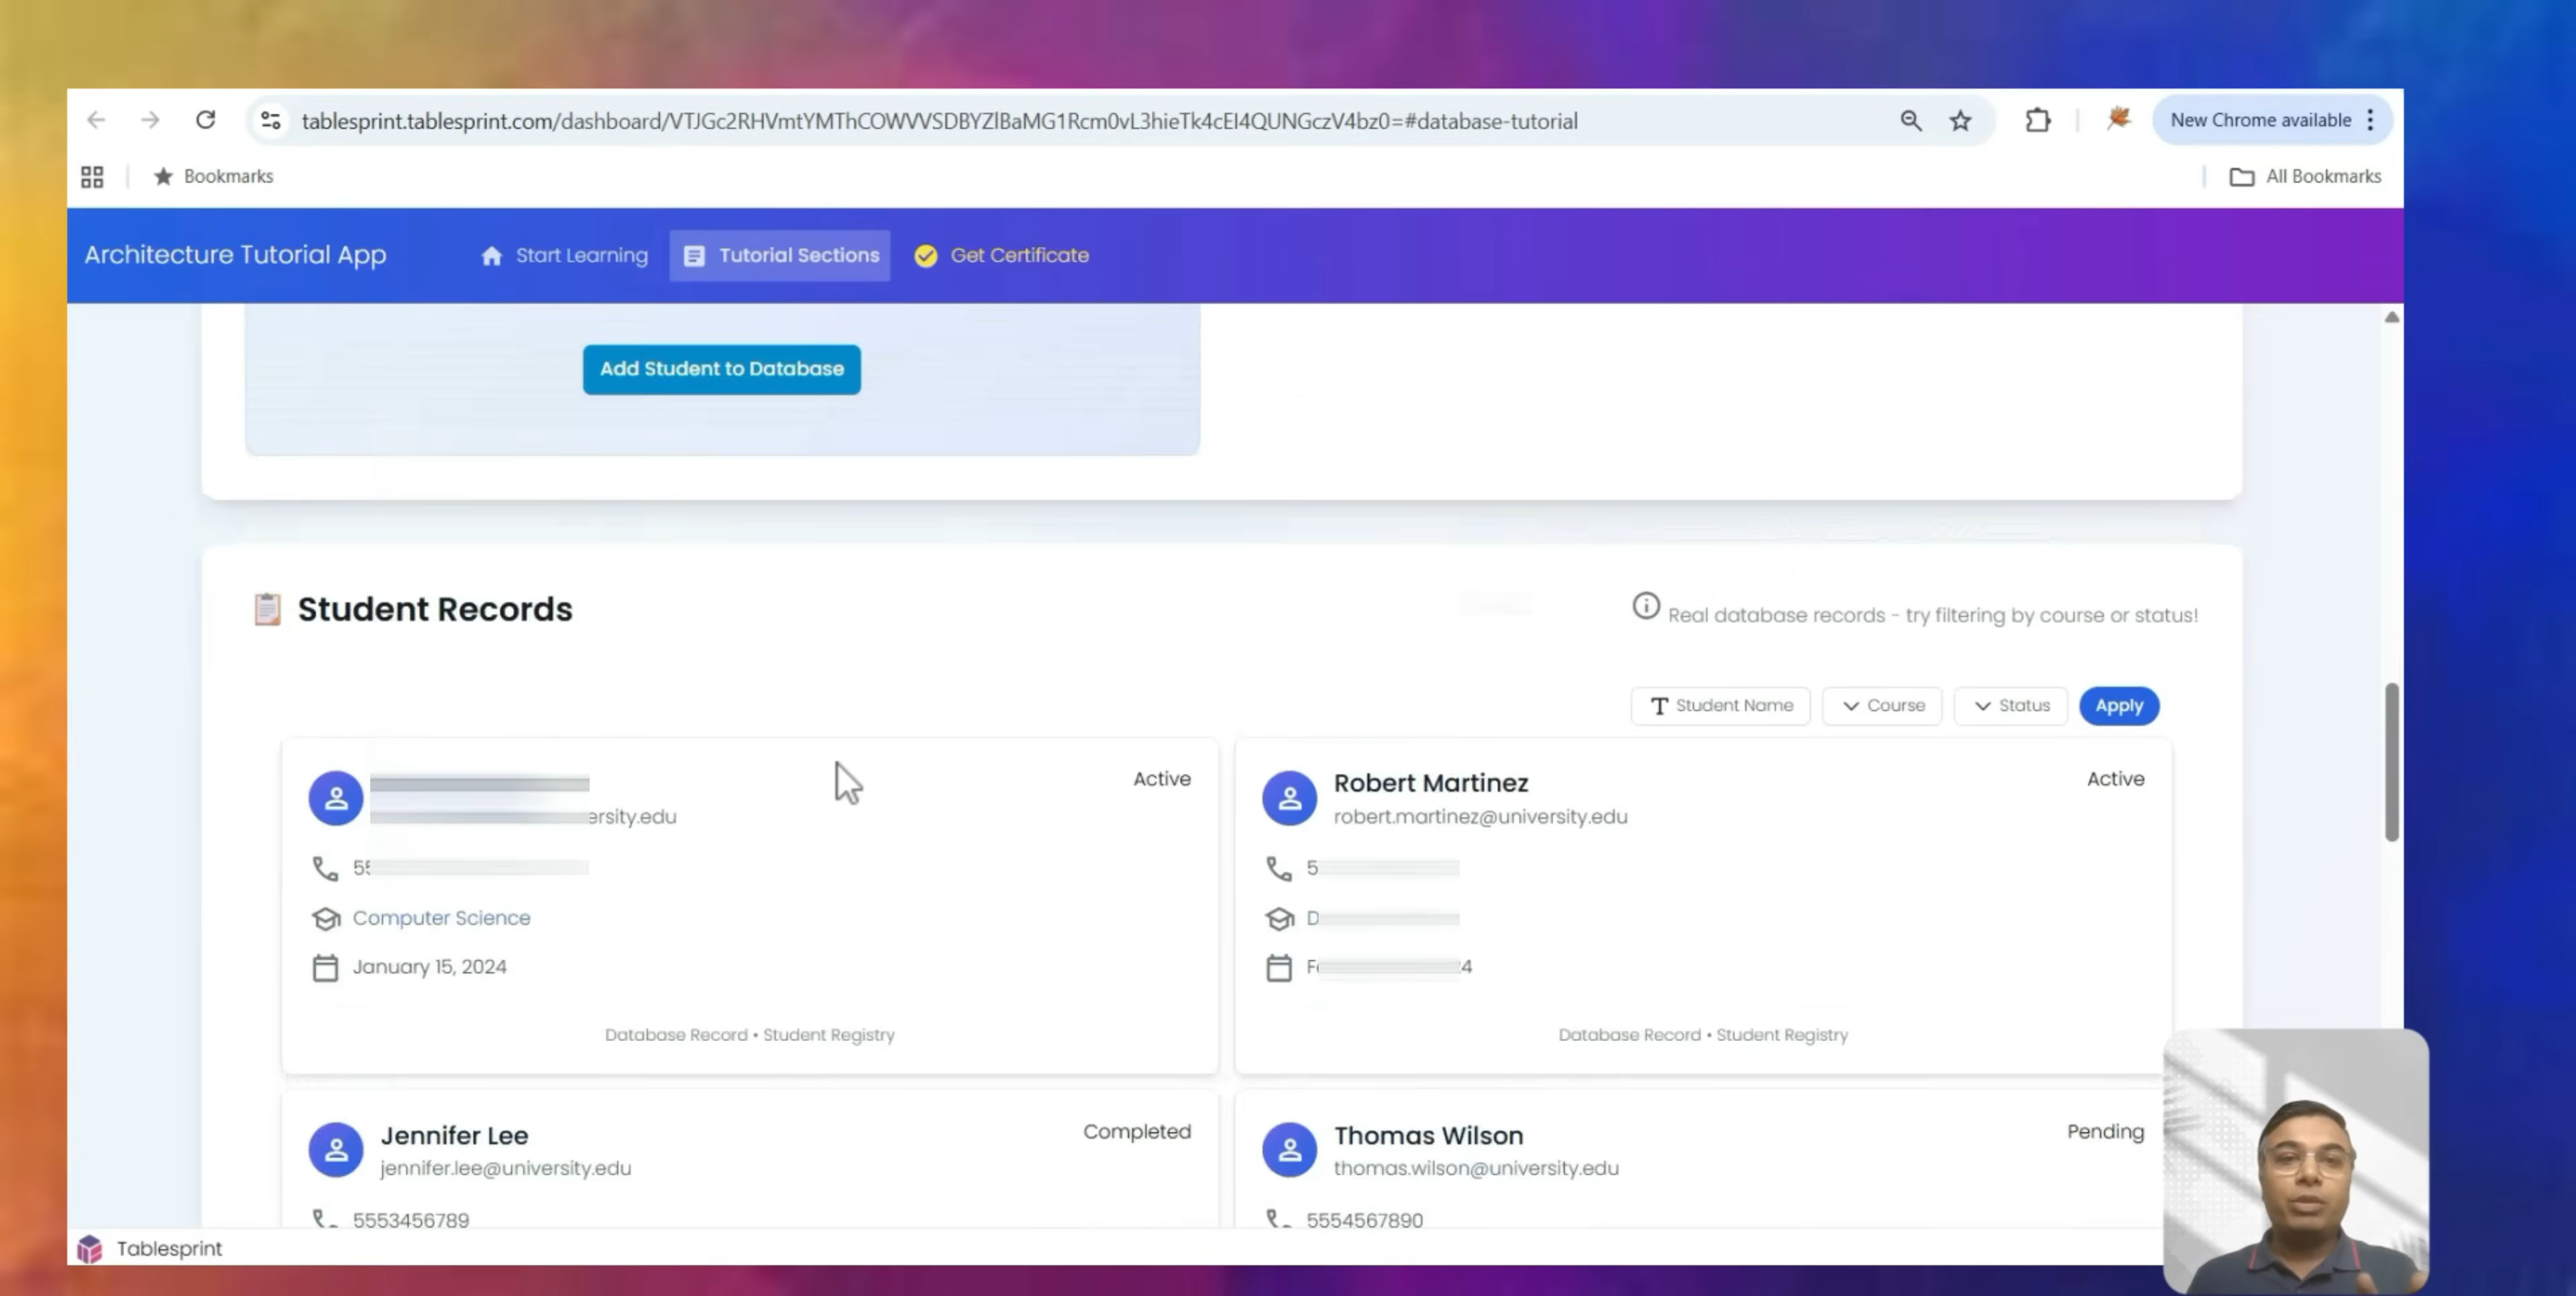 tablesprint.tablesprint.com/dashboard/VTJGc2RHVmtYMThCOWVVSDBYZlBaMG1Rcm0vL3hieTk4cEI4QUNGczV4bz0=#database-tutorial
New Chrome available
Bookmarks
All Bookmarks
Architecture Tutorial App
Start Learning
Tutorial Sections
Get Certificate
Add Student to Database
Student Records
Real database records - try filtering by course or status!
T Student Name
Course
Status
Apply
Active
ersity.edu
Computer Science
January 15, 2024
Database Record • Student Registry
Robert Martinez
Active
robert.martinez@university.edu
5
D
4
Database Record • Student Registry
Jennifer Lee
Completed
jennifer.lee@university.edu
5553456789
Thomas Wilson
Pending
thomas.wilson@university.edu
5554567890
Tablesprint